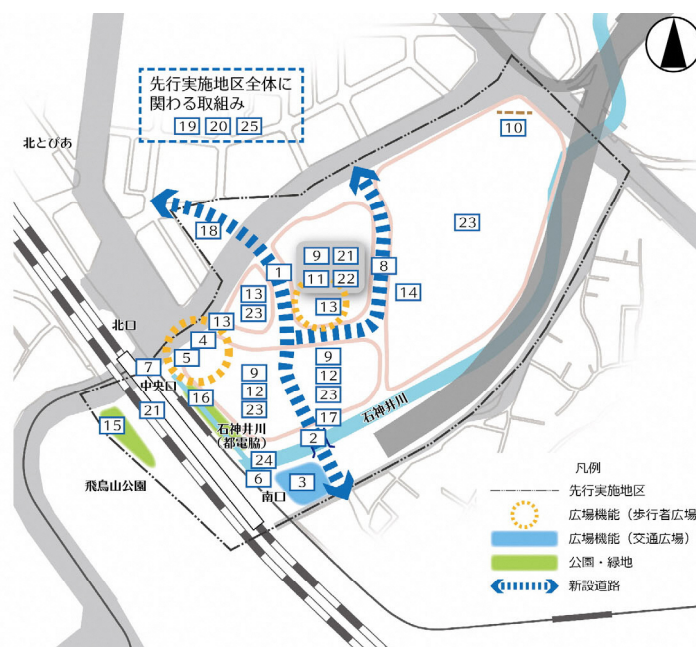 先行実施地区全体に
関わる取組み
19 20 25
北とぴあ
10
18
23
9 21
11 22
1
8
13
23
13
14
13
4
5
北口
7
中央口
16
21
9
12
23
9
12
23
17
石神井川
石神井川
(都電脇)
2
15
飛鳥山公園
24
6
南口
3
凡例
先行実施地区
広場機能（歩行者広場）
広場機能（交通広場）
公園・緑地
新設道路